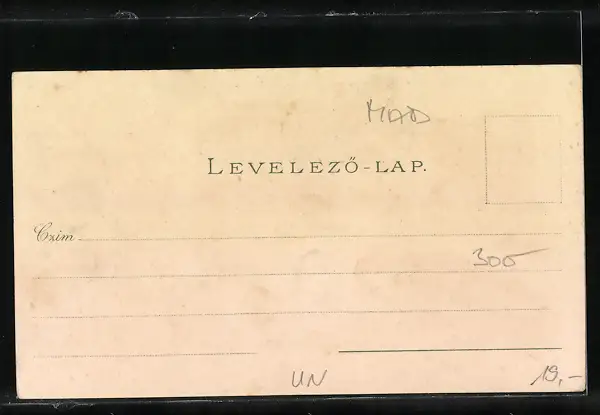 MAD
LEVELEZŐ-LAP.
Czim
300
UN
19,-